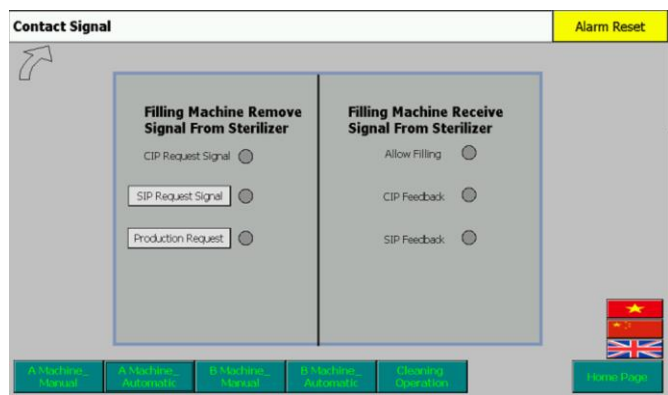 Contact Signal
Alarm Reset
Filling Machine Remove
Signal From Sterilizer
CIP Request Signal
SIP Request Signal
Production Request
Filling Machine Receive
Signal From Sterilizer
Allow Filling
CIP Feedback
SIP Feedback
A Machine_
Manual
A Machine_
Automatic
B Machine_
Manual
B Machine_
Automatic
Cleaning
Operation
Home Page